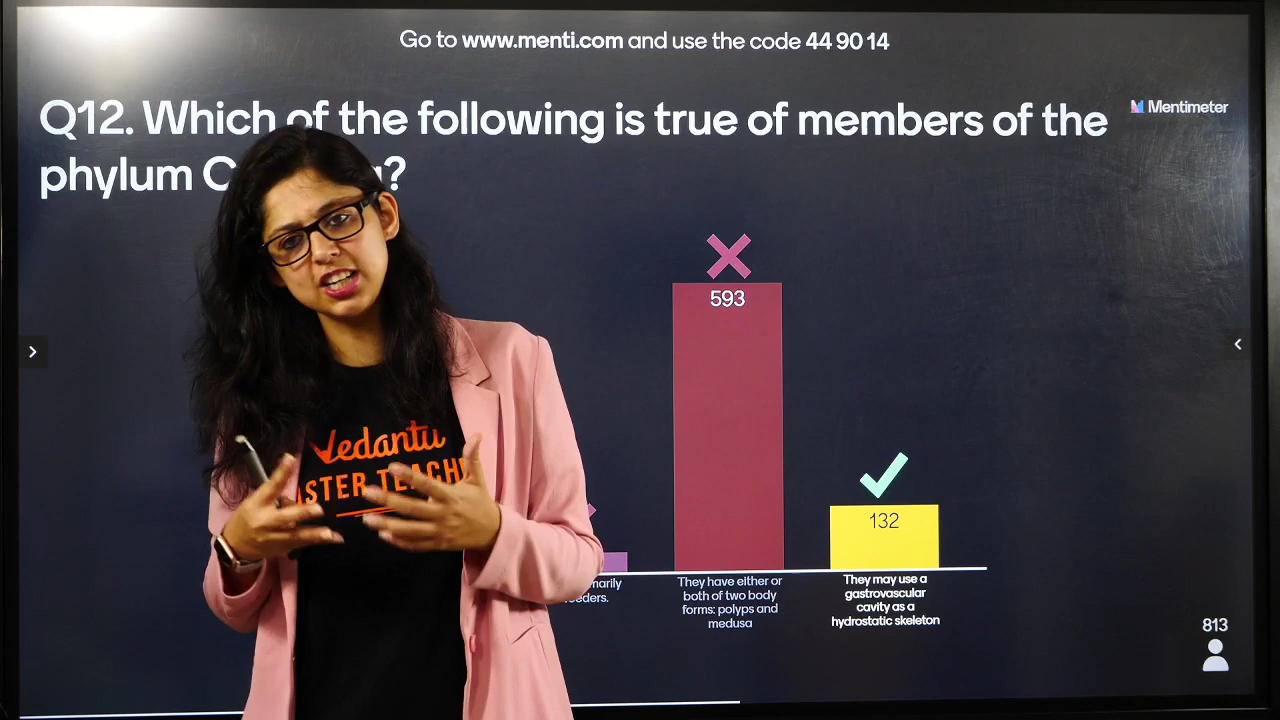 Go to www.menti.com and use the code 44 90 14
Q12. Which of the following is true of members of the
phylum
Mentimeter
593
132
They have either or
both of two body
forms: polyps and
medusa
They may use a
gastrovascular
cavity as a
hydrostatic skeleton
Vedantu
813